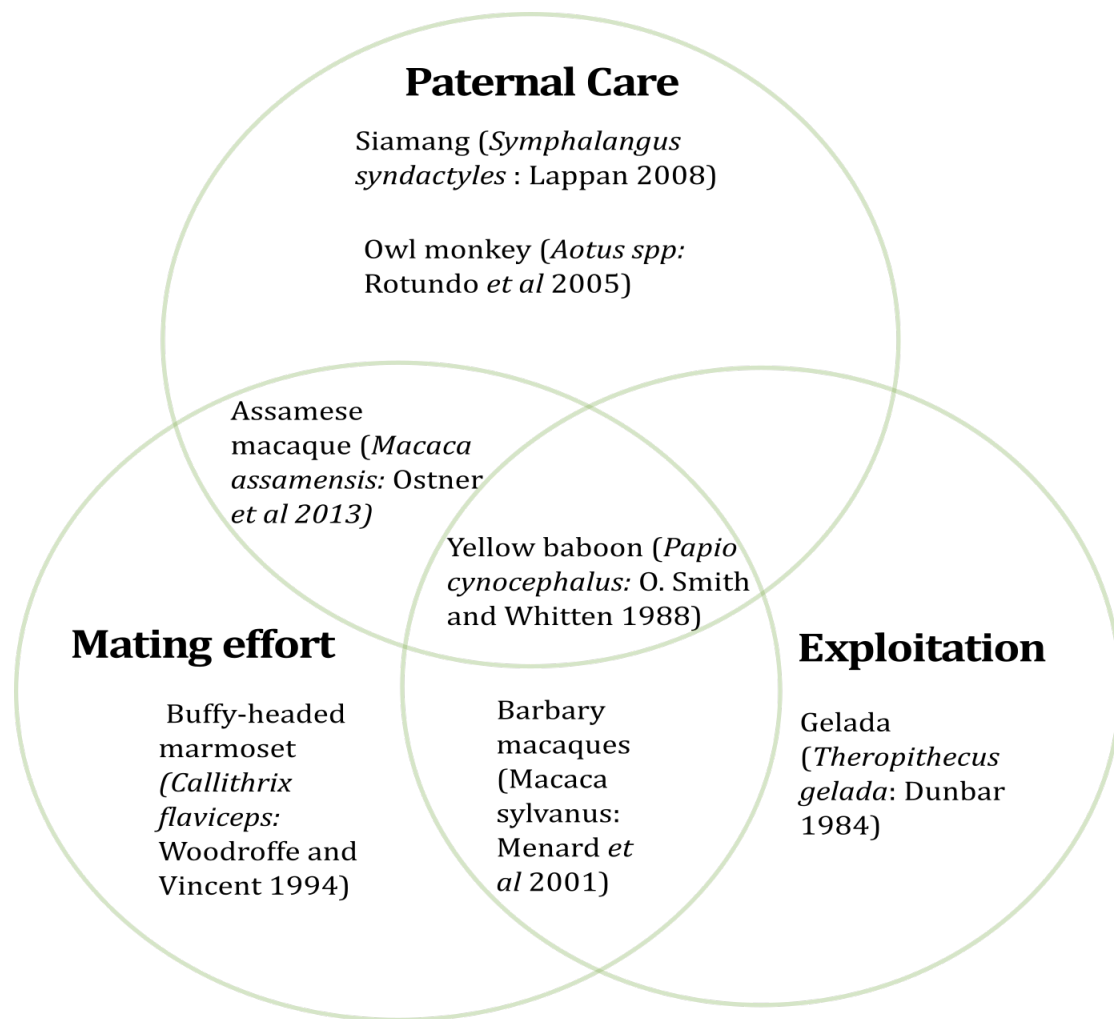 Paternal Care
Siamang (Symphalangus
syndactyles : Lappan 2008)
Owl monkey (Aotus spp:
Rotundo et al 2005)
Assamese
macaque (Macaca
assamensis: Ostner
et al 2013)
Yellow baboon (Papio
cynocephalus: O. Smith
and Whitten 1988)
Mating effort
Buffy-headed
marmoset
(Callithrix
flaviceps:
Woodroffe and
Vincent 1994)
Barbary
macaques
(Macaca
sylvanus:
Menard et
al 2001)
Exploitation
Gelada
(Theropithecus
gelada: Dunbar
1984)